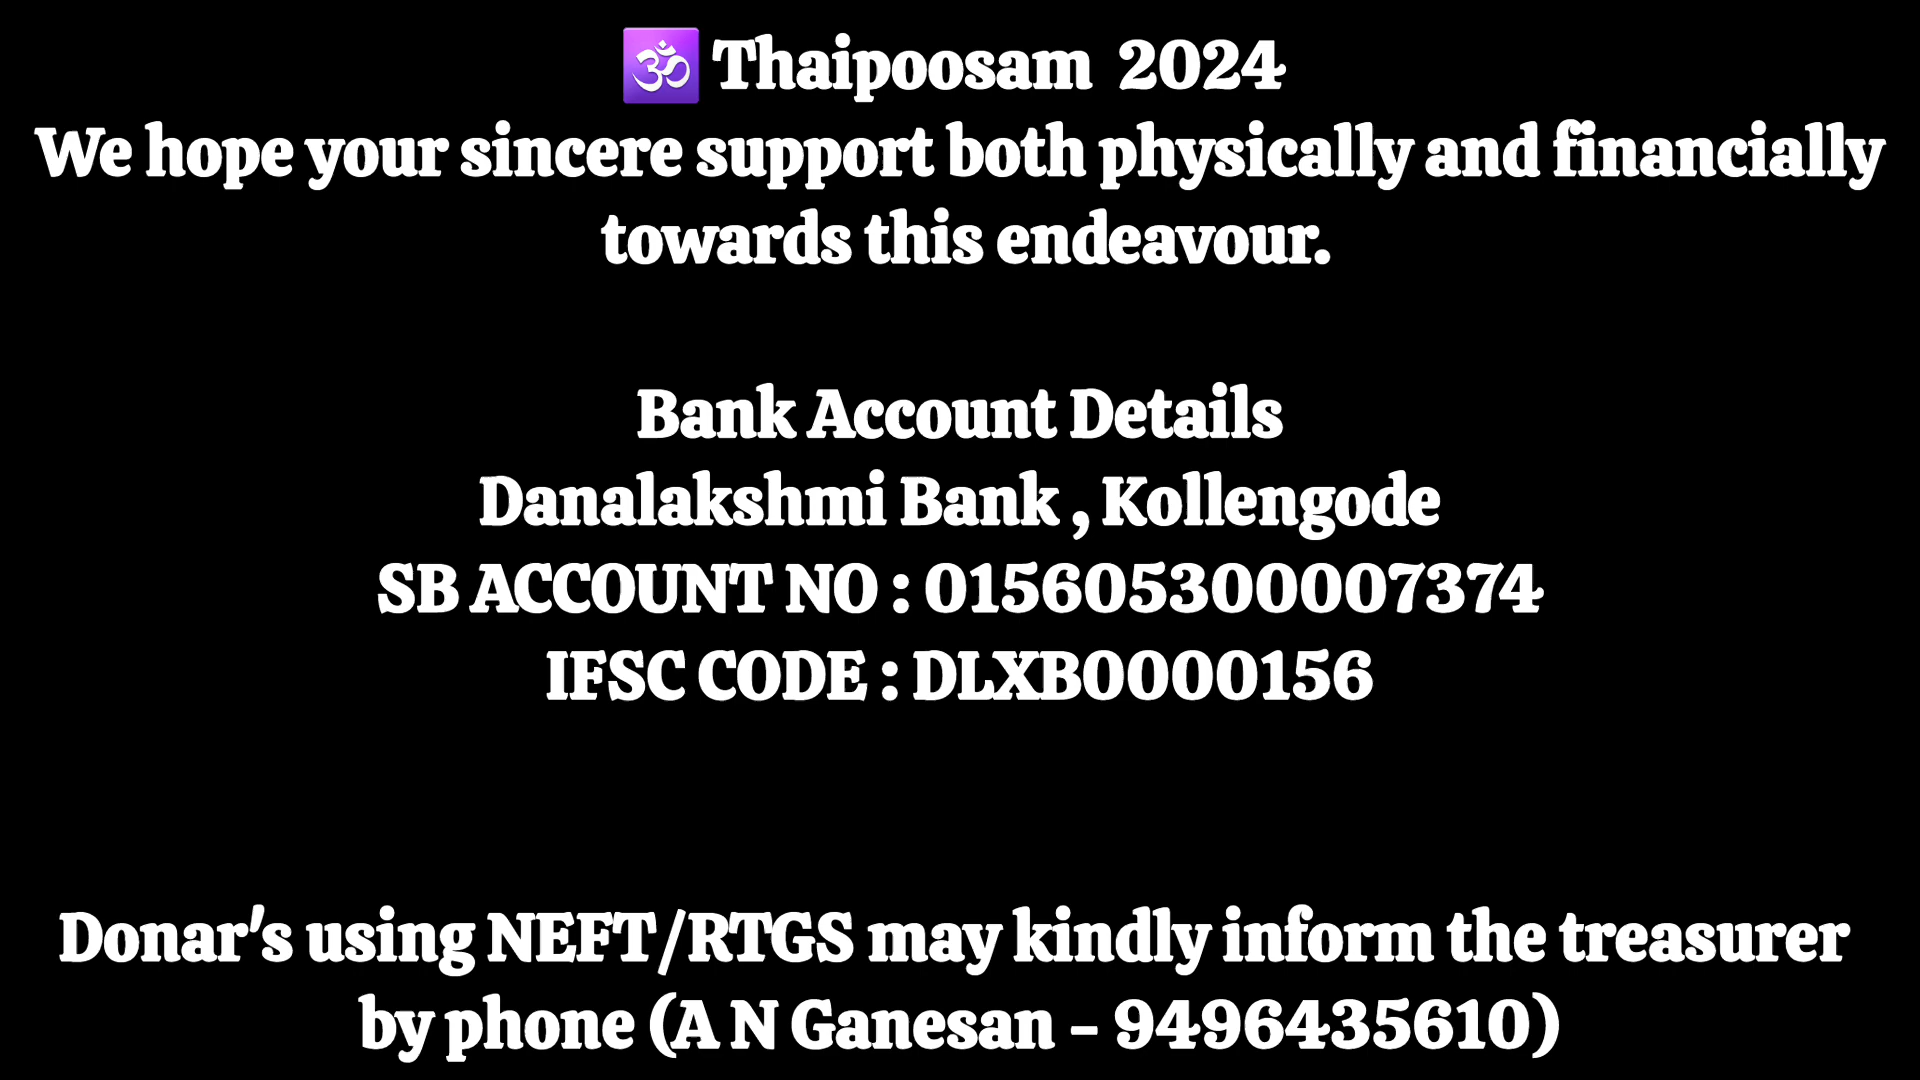 🕉 Thaipoosam 2024
We hope your sincere support both physically and financially
towards this endeavour.
Bank Account Details
Danalakshmi Bank , Kollengode
SB ACCOUNT NO : 015605300007374
IFSC CODE : DLXB0000156
Donar's using NEFT/RTGS may kindly inform the treasurer
by phone (A N Ganesan - 9496435610)